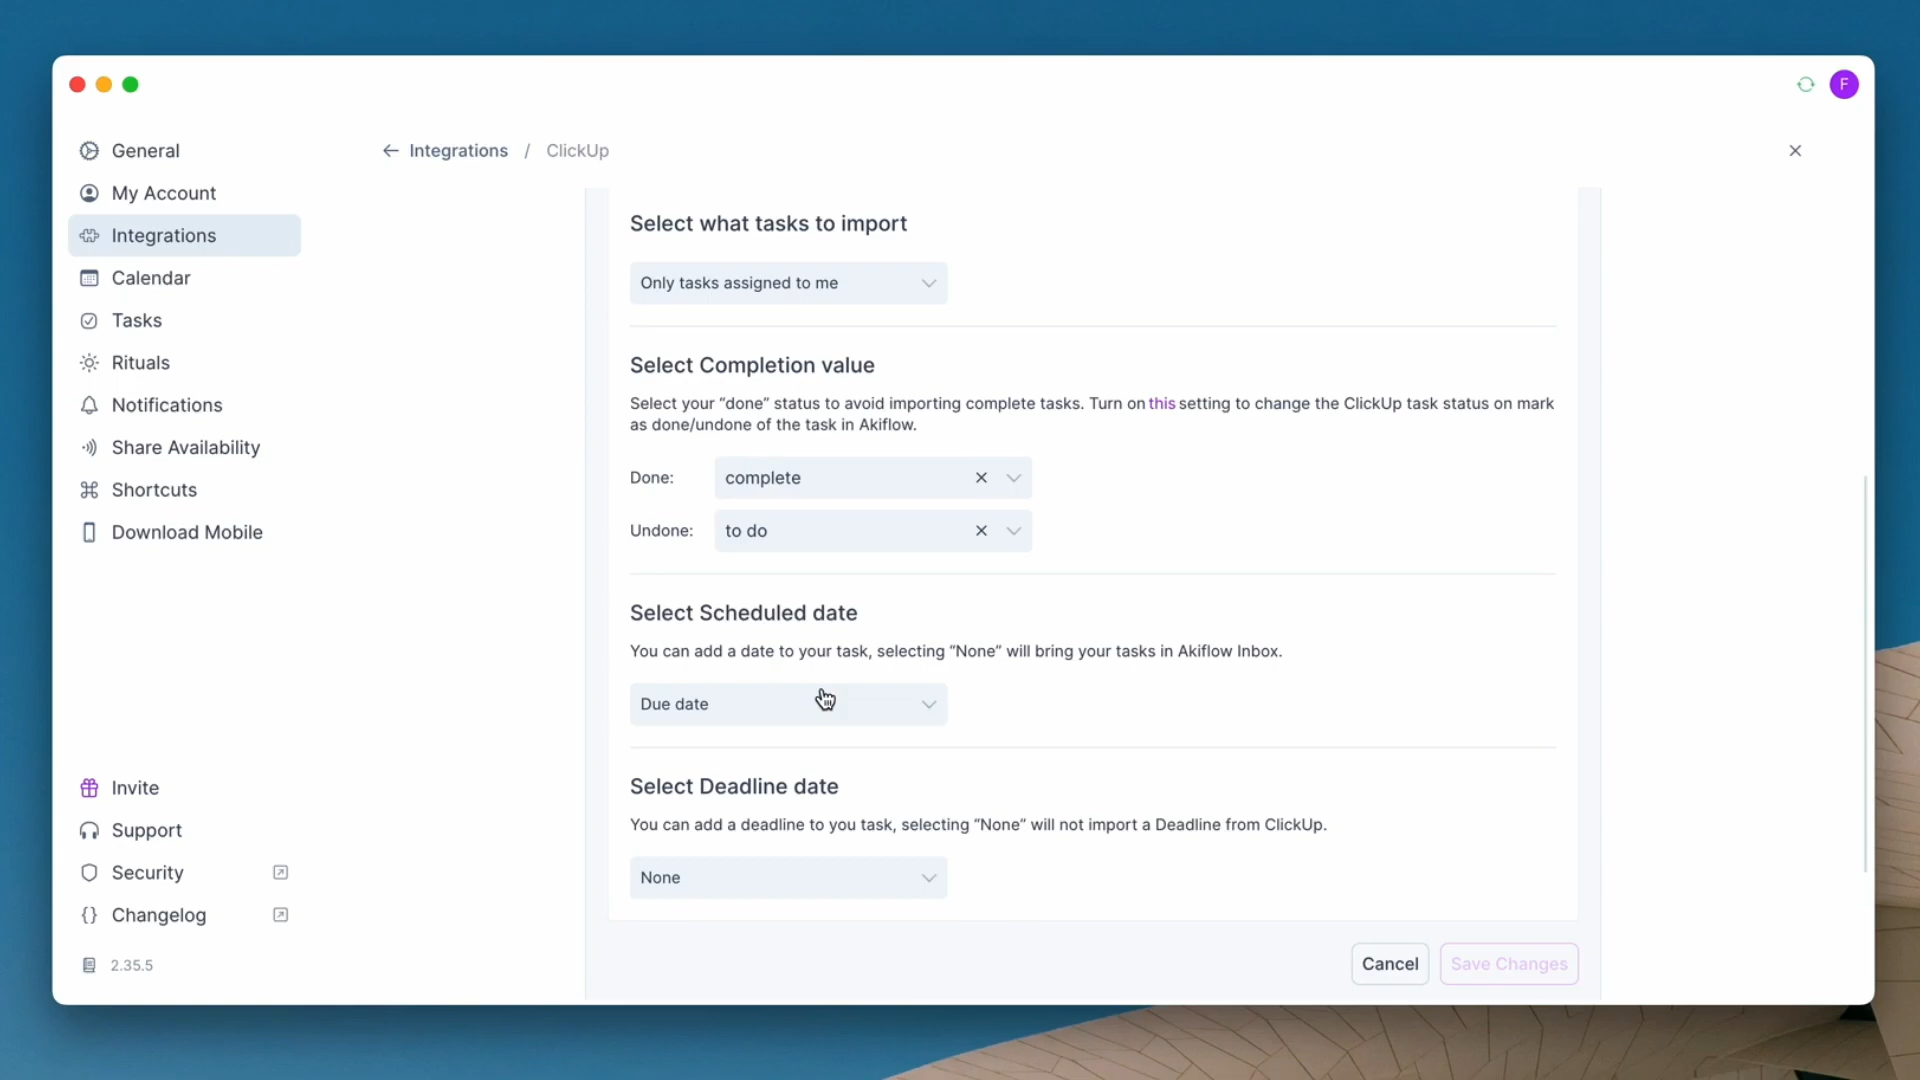 F
General
My Account
Integrations
Calendar
Tasks
Rituals
Notifications
Share Availability
Shortcuts
Download Mobile
Invite
Support
Security
Changelog
2.35.5
Integrations / ClickUp
Select what tasks to import
Only tasks assigned to me
Select Completion value
Select your “done” status to avoid importing complete tasks. Turn on this setting to change the ClickUp task status on mark
as done/undone of the task in Akiflow.
Done: complete
Undone: to do
Select Scheduled date
You can add a date to your task, selecting “None” will bring your tasks in Akiflow Inbox.
Due date
Select Deadline date
You can add a deadline to you task, selecting “None” will not import a Deadline from ClickUp.
None
Cancel
Save Changes